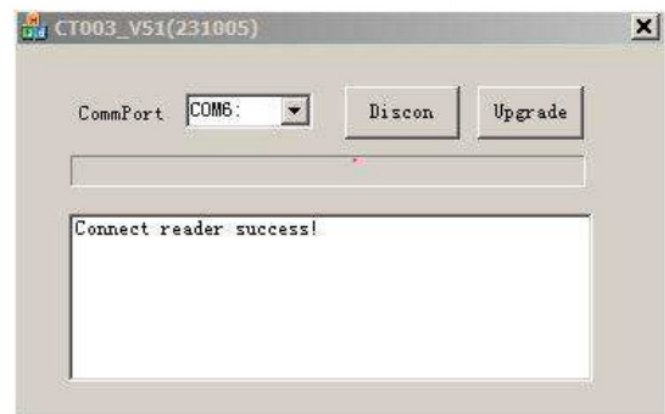 CT003_V51(231005)
CommPort COM6: Discon Upgrade
Connect reader success!